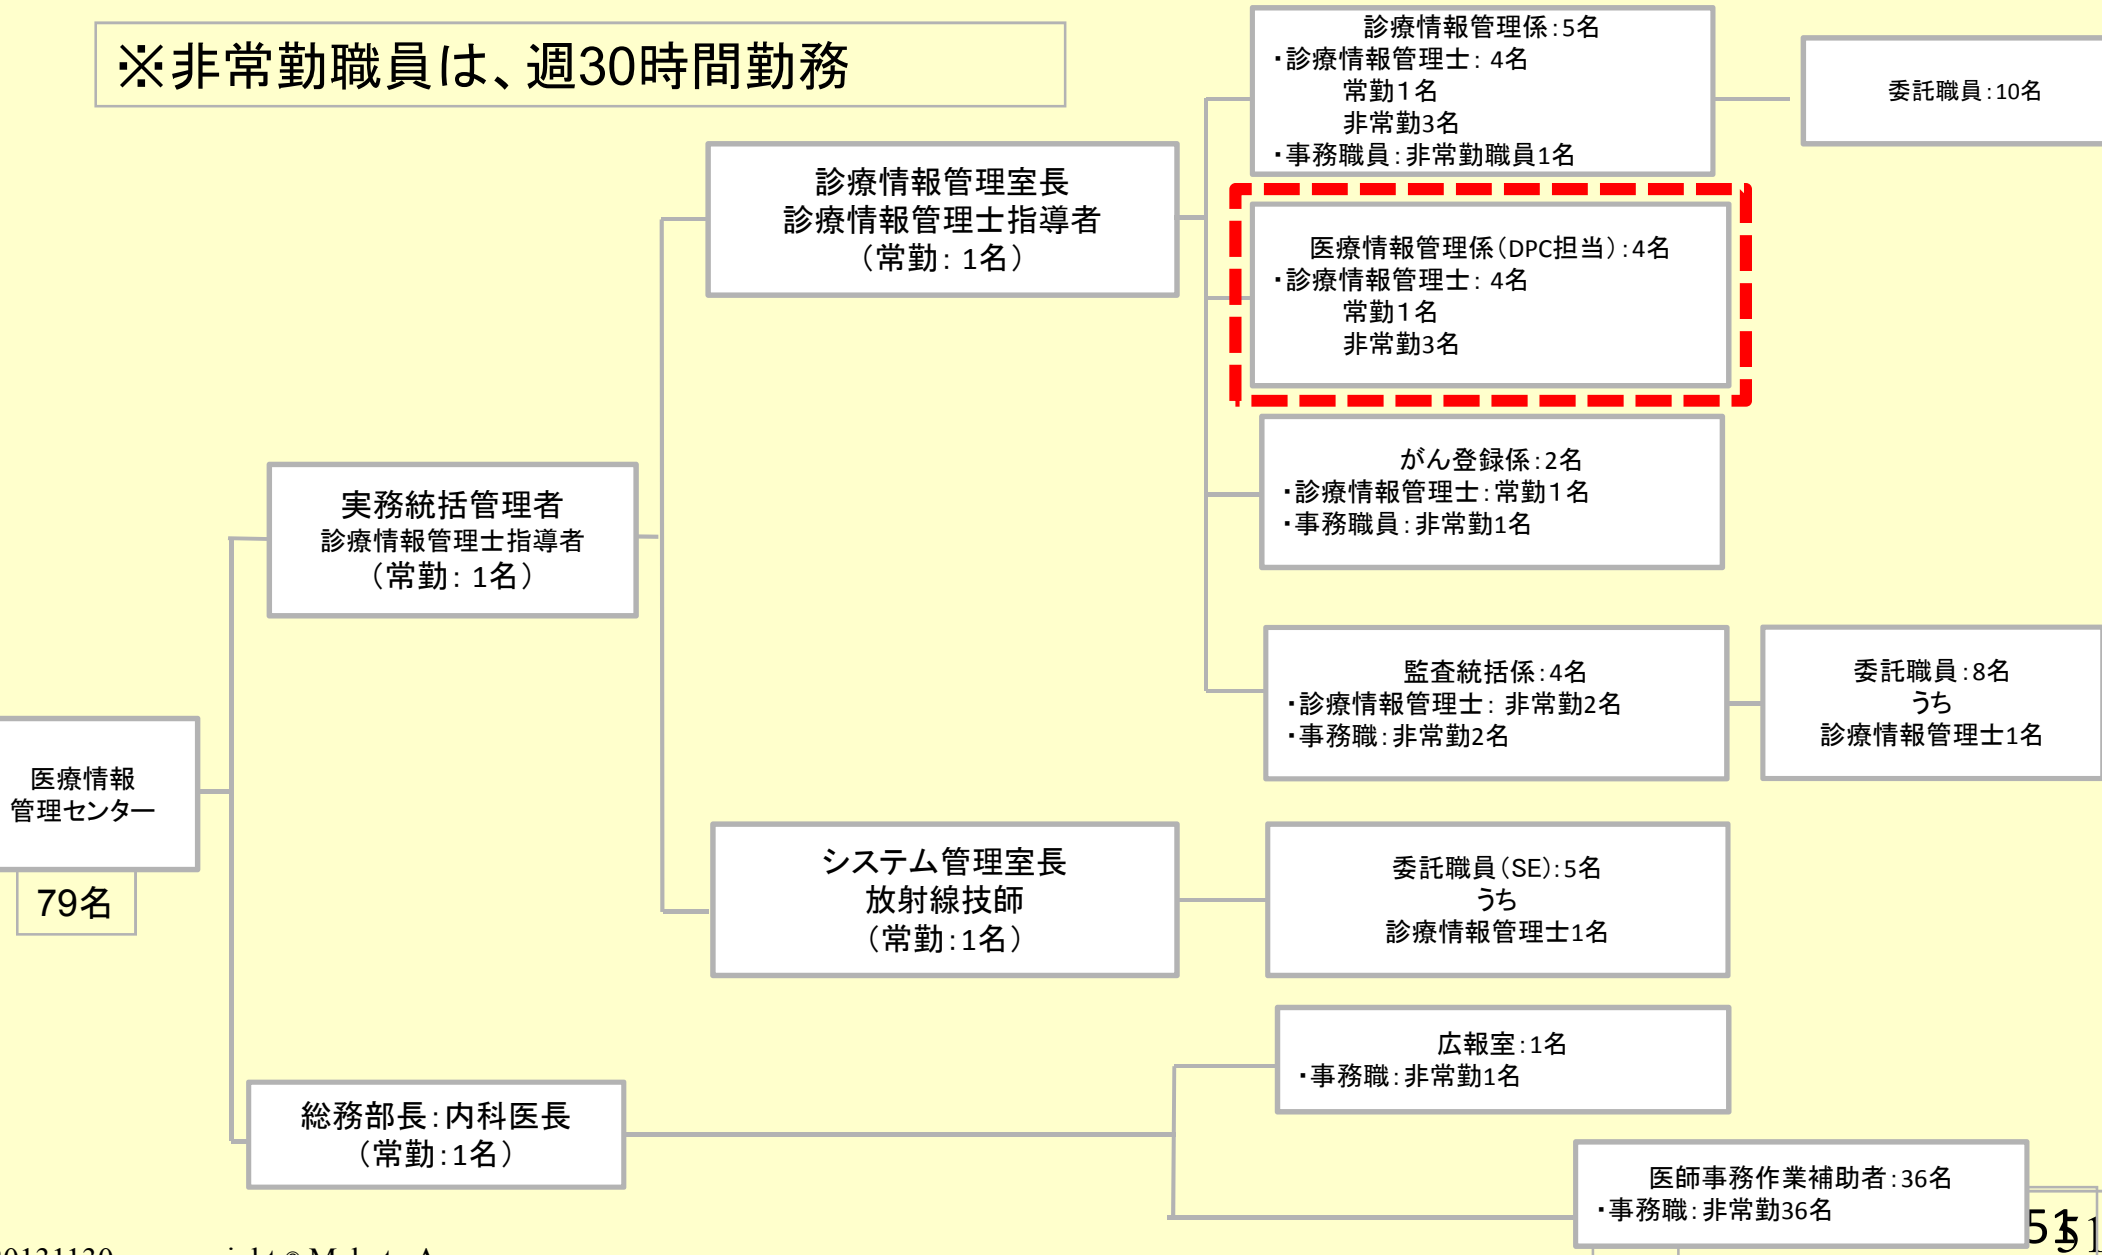 ※非常勤職員は、週30時間勤務
診療情報管理係:5名
・診療情報管理士: 4名
常勤1名
非常勤3名
・事務職員:非常勤職員1名
委託職員:10名
診療情報管理室長
診療情報管理士指導者
(常勤: 1名)
医療情報管理係(DPC担当):4名
・診療情報管理士: 4名
常勤1名
非常勤3名
がん登録係:2名
・診療情報管理士:常勤1名
・事務職員:非常勤1名
実務統括管理者
診療情報管理士指導者
(常勤: 1名)
監査統括係:4名
・診療情報管理士: 非常勤2名
・事務職:非常勤2名
委託職員:8名
うち
診療情報管理士1名
医療情報
管理センター
79名
システム管理室長
放射線技師
(常勤:1名)
委託職員(SE):5名
うち
診療情報管理士1名
広報室:1名
・事務職:非常勤1名
総務部長:内科医長
(常勤:1名)
医師事務作業補助者:36名
・事務職:非常勤36名
51